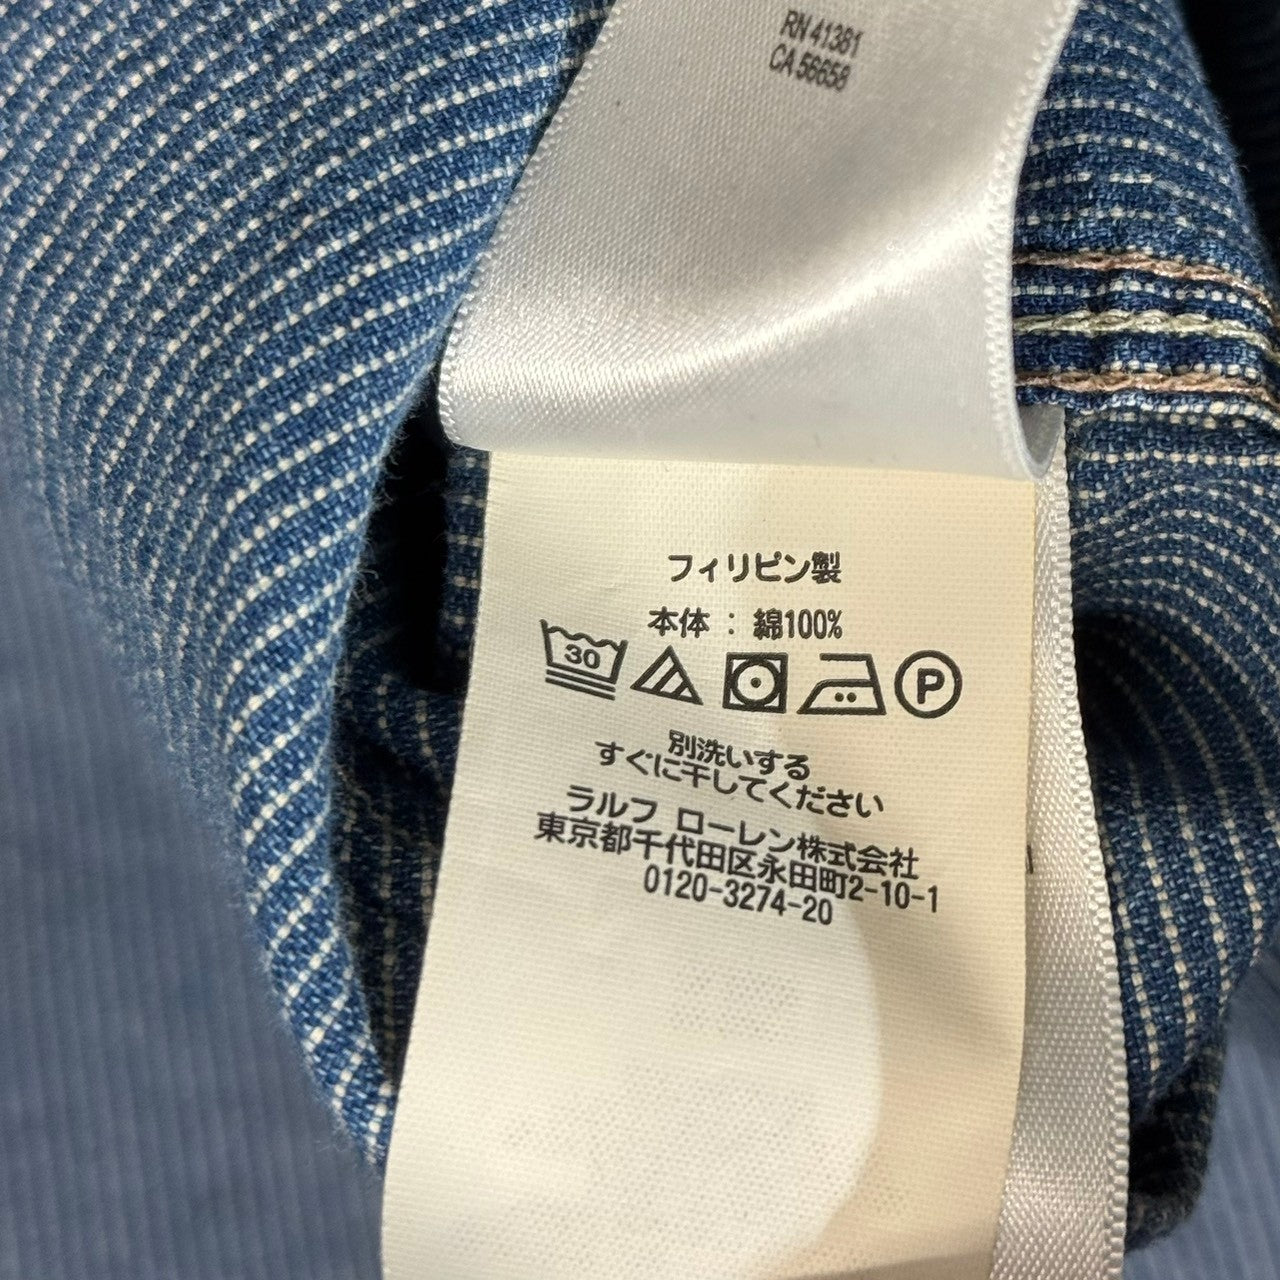 RN 41381
CA 56658
フィリピン製
本体 : 綿100%
30
P
別洗いする
すぐに干してください
ラルフ ローレン株式会社
東京都千代田区永田町2-10-1
0120-3274-20